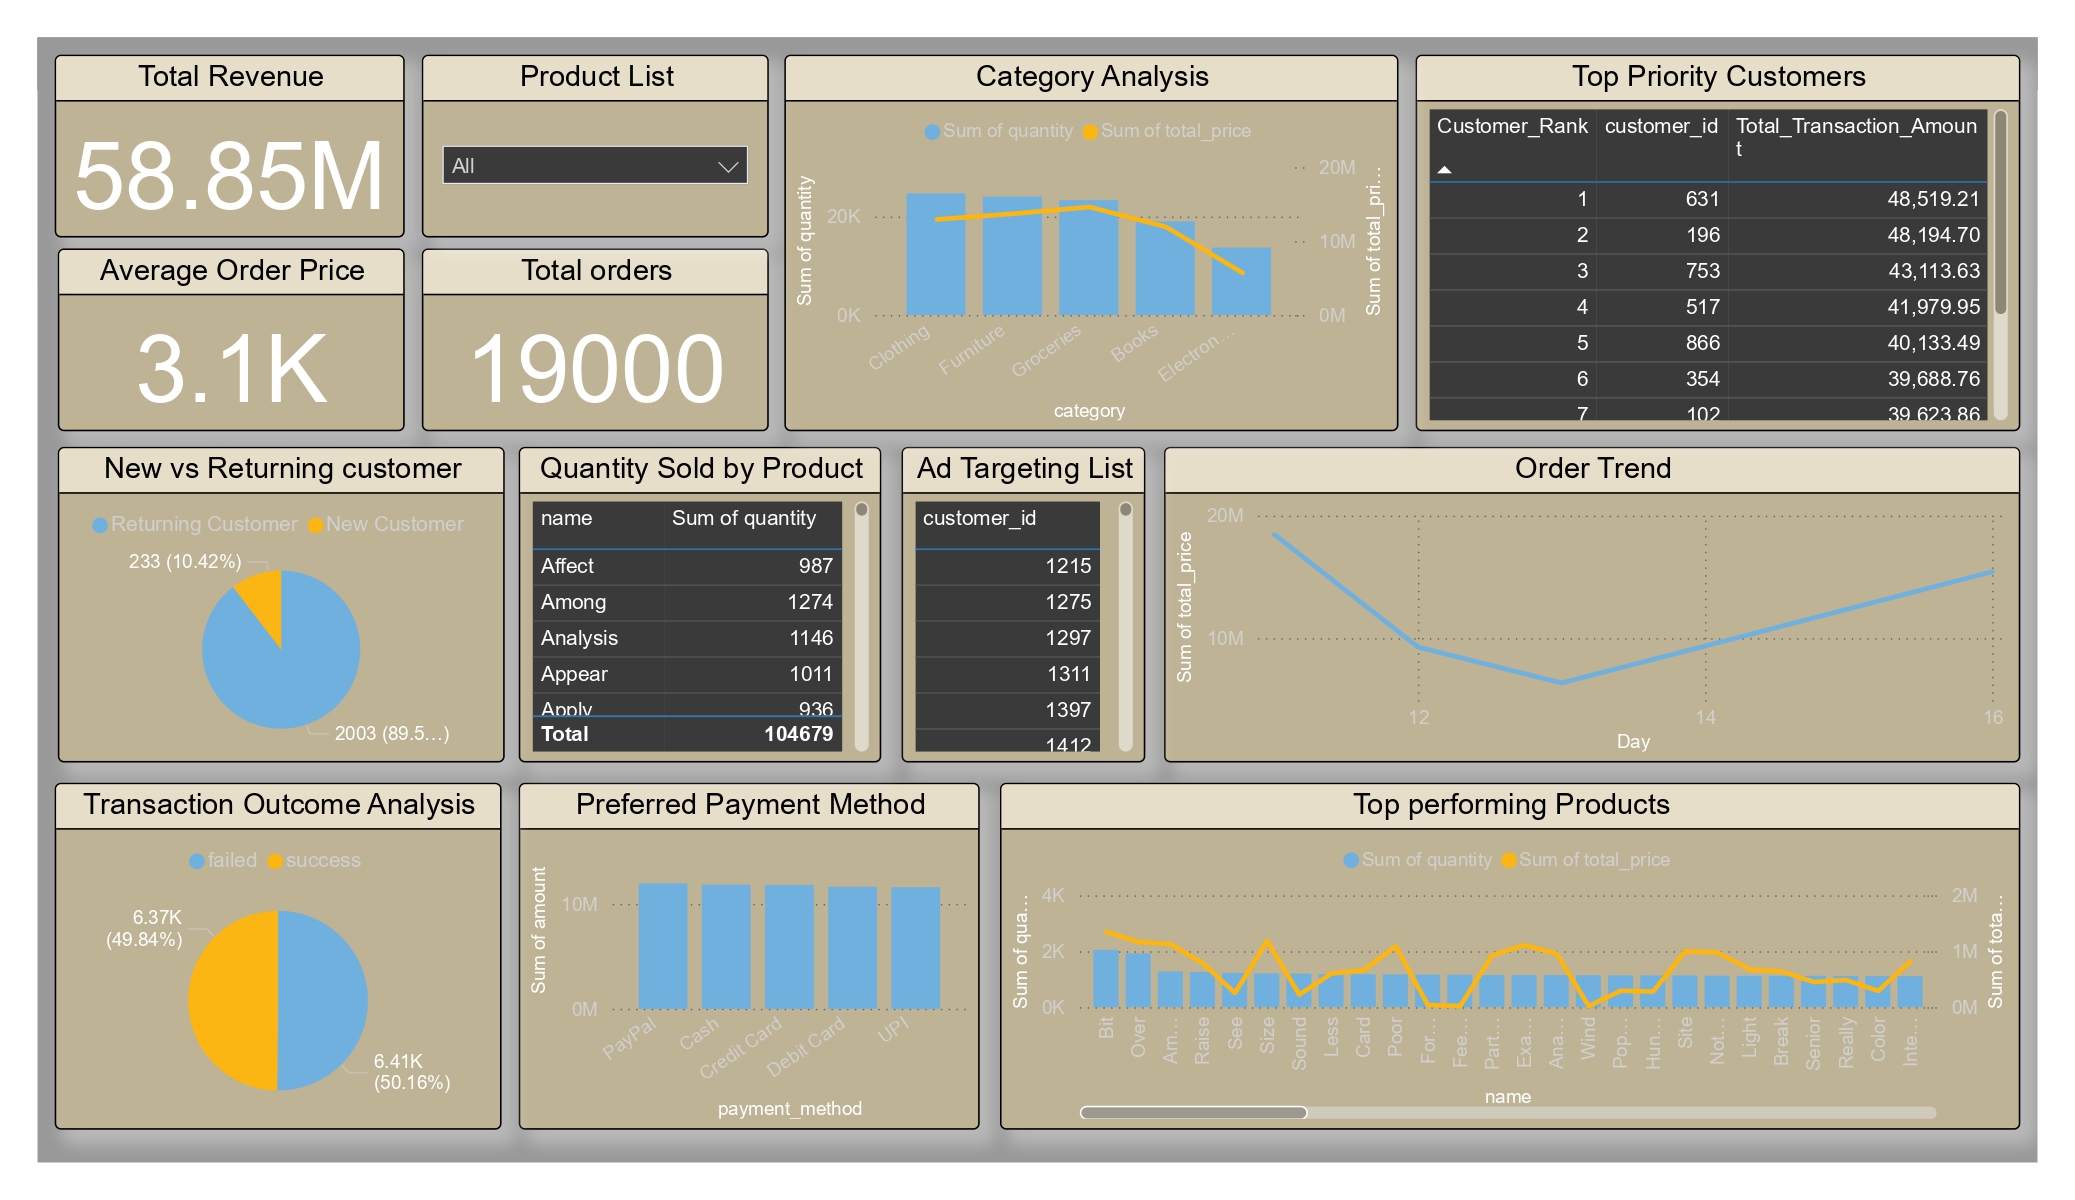 Total Revenue
58.85M
Product List
All
Average Order Price
3.1K
Total orders
19000
Category Analysis
Sum of quantity Sum of total_price
Sum of quantity
20K
0K
20M
10M
0M
Sum of total_pri...
Clothing
Furniture
Groceries
Books
Electron...
category
Top Priority Customers
Customer_Rank customer_id Total_Transaction_Amoun
t
1 631 48,519.21
2 196 48,194.70
3 753 43,113.63
4 517 41,979.95
5 866 40,133.49
6 354 39,688.76
7 102 39,623.86
New vs Returning customer
Returning Customer New Customer
233 (10.42%)
2003 (89.5...)
Quantity Sold by Product
name Sum of quantity
Affect 987
Among 1274
Analysis 1146
Appear 1011
Apply 936
Total 104679
Ad Targeting List
customer_id
1215
1275
1297
1311
1397
1412
Order Trend
Sum of total_price
20M
10M
12 14 16
Day
Transaction Outcome Analysis
failed success
6.37K
(49.84%)
6.41K
(50.16%)
Preferred Payment Method
Sum of amount
10M
0M
PayPal
Cash
Credit Card
Debit Card
UPI
payment_method
Top performing Products
Sum of quantity Sum of total_price
Sum of qua...
4K
2K
0K
2M
1M
0M
Sum of tota...
Bit
Over
Am...
Raise
See
Size
Sound
Less
Card
Poor
For...
Fee...
Part...
Exa...
Ana...
Wind
Pop...
Hun...
Site
Not...
Light
Break
Senior
Really
Color
Inte...
name